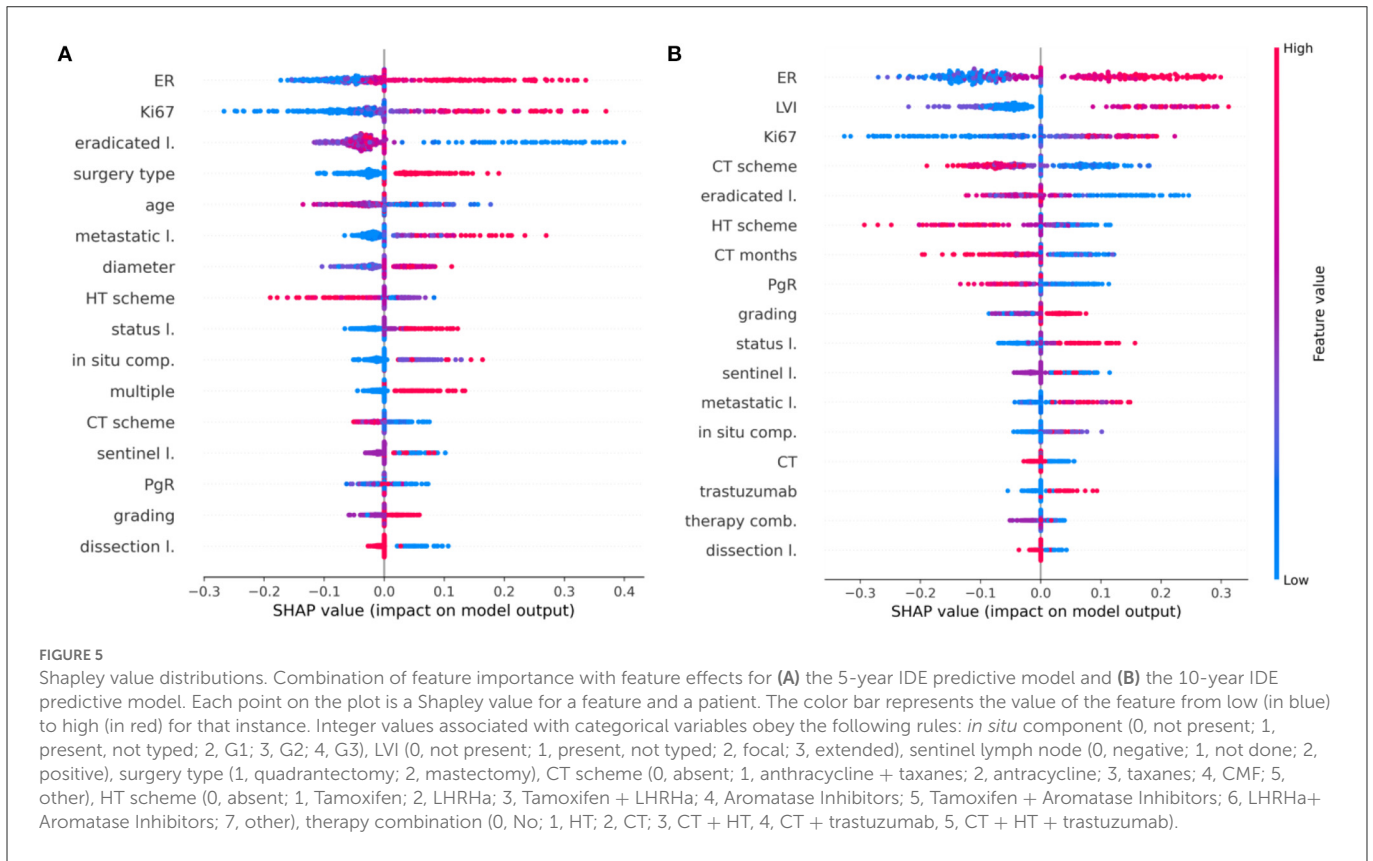 A
ER
Ki67
eradicated l.
surgery type
age
metastatic l.
diameter
HT scheme
status l.
in situ comp.
multiple
CT scheme
sentinel l.
PgR
grading
dissection l.
−0.3 −0.2 −0.1 0.0 0.1 0.2 0.3 0.4
SHAP value (impact on model output)
B
ER
LVI
Ki67
CT scheme
eradicated l.
HT scheme
CT months
PgR
grading
status l.
sentinel l.
metastatic l.
in situ comp.
CT
trastuzumab
therapy comb.
dissection l.
−0.3 −0.2 −0.1 0.0 0.1 0.2 0.3
SHAP value (impact on model output)
High
Feature value
Low
FIGURE 5
Shapley value distributions. Combination of feature importance with feature effects for (A) the 5-year IDE predictive model and (B) the 10-year IDE
predictive model. Each point on the plot is a Shapley value for a feature and a patient. The color bar represents the value of the feature from low (in blue)
to high (in red) for that instance. Integer values associated with categorical variables obey the following rules: in situ component (0, not present; 1,
present, not typed; 2, G1; 3, G2; 4, G3), LVI (0, not present; 1, present, not typed; 2, focal; 3, extended), sentinel lymph node (0, negative; 1, not done; 2,
positive), surgery type (1, quadrantectomy; 2, mastectomy), CT scheme (0, absent; 1, anthracycline + taxanes; 2, antracycline; 3, taxanes; 4, CMF; 5,
other), HT scheme (0, absent; 1, Tamoxifen; 2, LHRHa; 3, Tamoxifen + LHRHa; 4, Aromatase Inhibitors; 5, Tamoxifen + Aromatase Inhibitors; 6, LHRHa+
Aromatase Inhibitors; 7, other), therapy combination (0, No; 1, HT; 2, CT; 3, CT + HT, 4, CT + trastuzumab, 5, CT + HT + trastuzumab).